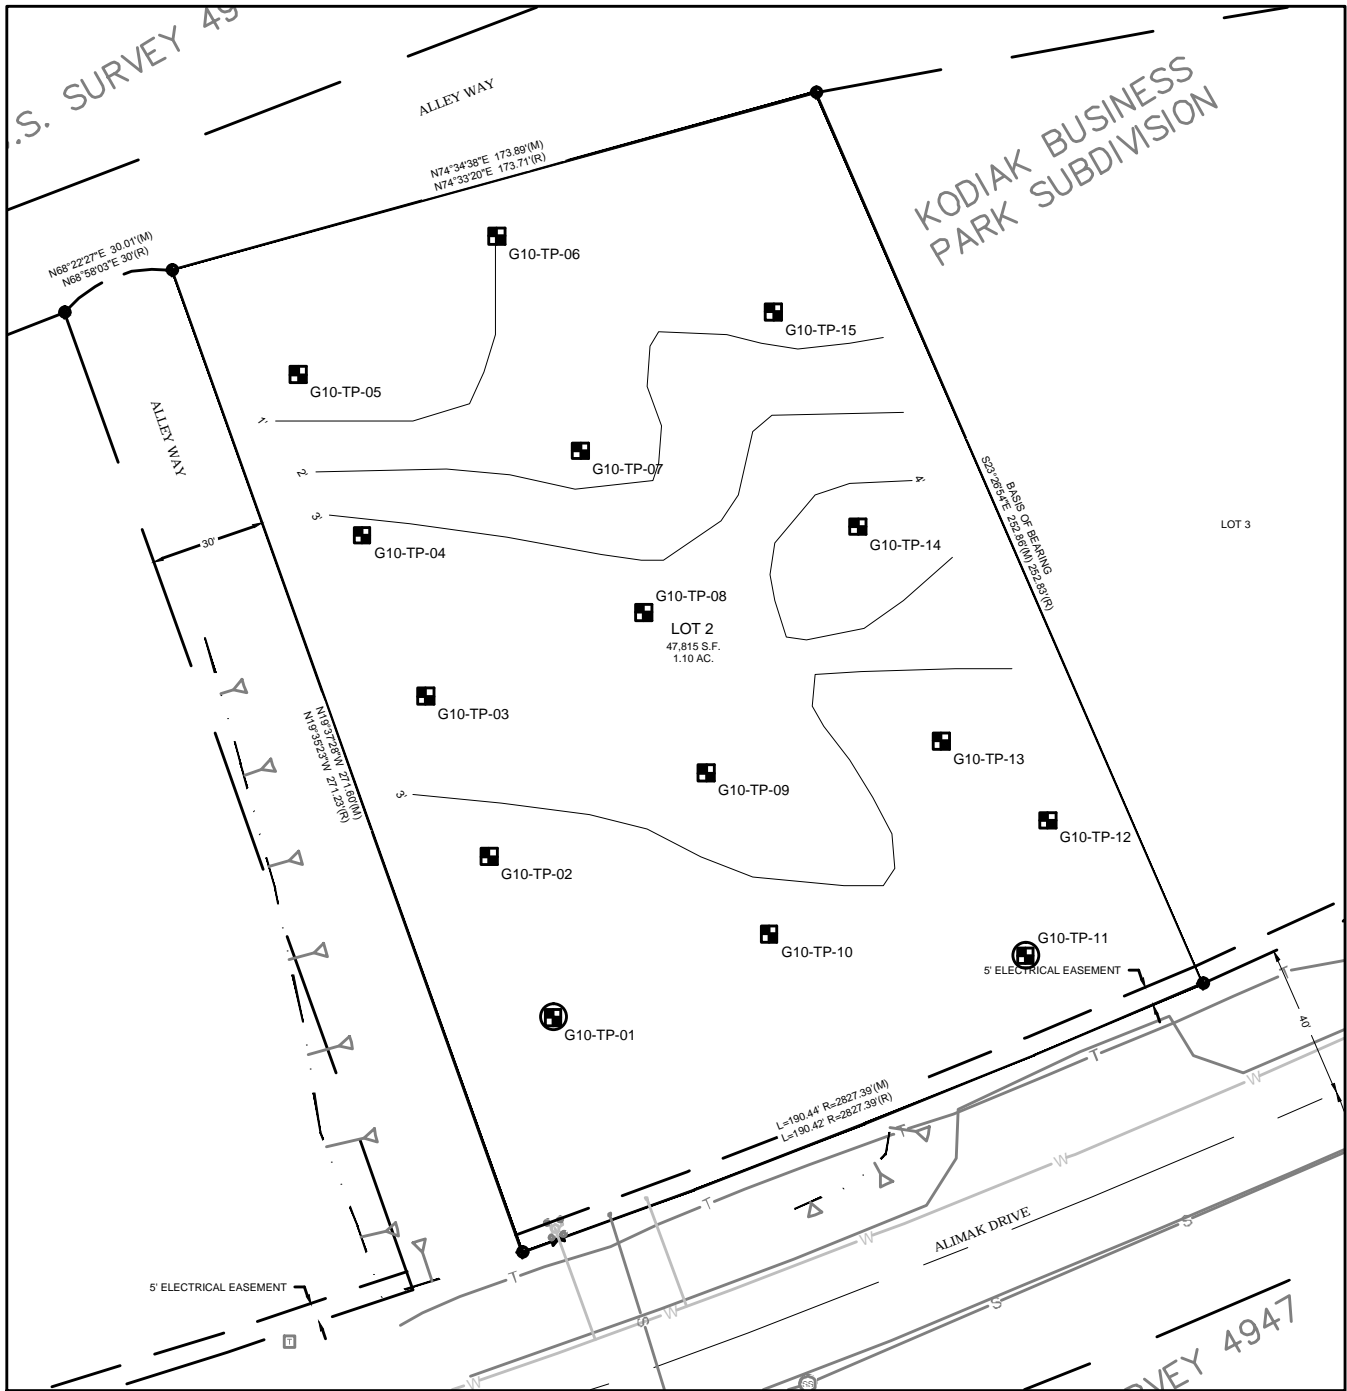 .S. SURVEY 49
ALLEY WAY
KODIAK BUSINESS
PARK SUBDIVISION
N74°34'38"E 173.89'(M)
N74°33'20"E 173.71'(R)
N68°22'27"E 30.01'(M)
N68°58'03"E 30'(R)
G10-TP-06
G10-TP-15
G10-TP-05
ALLEY WAY
1'
G10-TP-07
2'
4'
BASIS OF BEARING
S23°26'54"E 252.86'(M) 252.83'(R)
3'
LOT 3
30'
G10-TP-04
G10-TP-14
G10-TP-08
LOT 2
47,815 S.F.
1.10 AC.
G10-TP-03
N19°37'28"W 271.60'(M)
N19°35'23"W 271.23'(R)
G10-TP-13
3'
G10-TP-09
G10-TP-12
G10-TP-02
G10-TP-10
G10-TP-11
5' ELECTRICAL EASEMENT
T
40'
G10-TP-01
T
W
L=190.44' R=2827.39'(M)
L=190.42' R=2827.39'(R)
T
W
T
ALIMAK DRIVE
S
W
T
5' ELECTRICAL EASEMENT
S
W
S
T
VEY 4947
W
SS